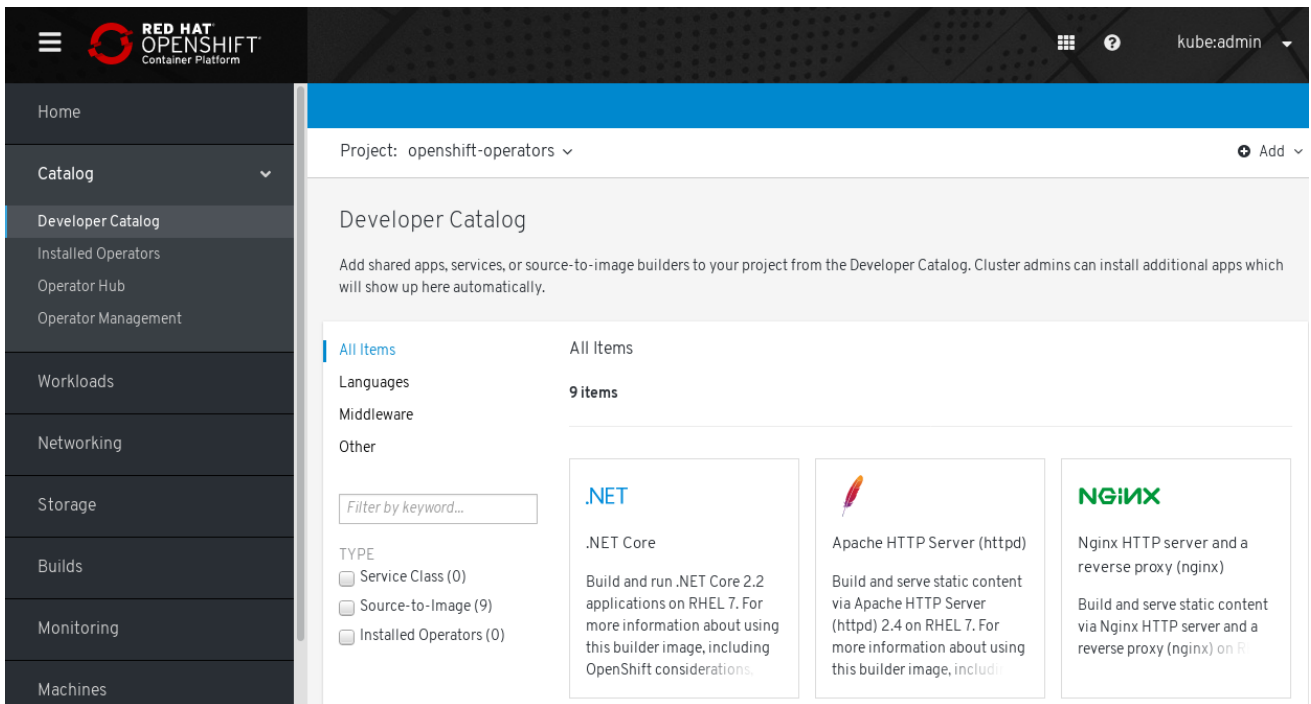 RED HAT®
OPENSHIFT®
Container Platform
kube:admin
Home
Catalog
Developer Catalog
Installed Operators
Operator Hub
Operator Management
Workloads
Networking
Storage
Builds
Monitoring
Machines
Project: openshift-operators
Add
Developer Catalog
Add shared apps, services, or source-to-image builders to your project from the Developer Catalog. Cluster admins can install additional apps which
will show up here automatically.
All Items
Languages
Middleware
Other
Filter by keyword...
TYPE
Service Class (0)
Source-to-Image (9)
Installed Operators (0)
All Items
9 items
.NET
.NET Core
Build and run .NET Core 2.2
applications on RHEL 7. For
more information about using
this builder image, including
OpenShift considerations,
Apache HTTP Server (httpd)
Build and serve static content
via Apache HTTP Server
(httpd) 2.4 on RHEL 7. For
more information about using
this builder image, includin
NGINX
Nginx HTTP server and a
reverse proxy (nginx)
Build and serve static content
via Nginx HTTP server and a
reverse proxy (nginx) on R